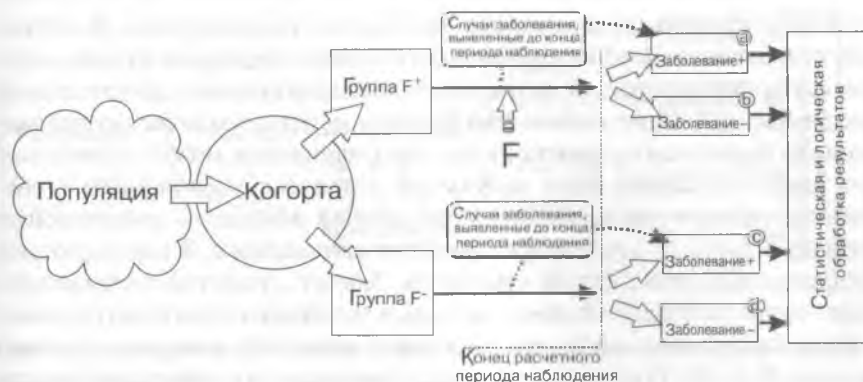 Случаи заболевания,
выявленные до конца
периода наблюдения
a
Заболевание+
Группа F+
b
Заболевание–
F
Популяция
Когорта
Случаи заболевания,
выявленные до конца
периода наблюдения
c
Заболевание+
Группа F-
d
Заболевание–
Конец расчетного
периода наблюдения
Статистическая и логическая
обработка результатов